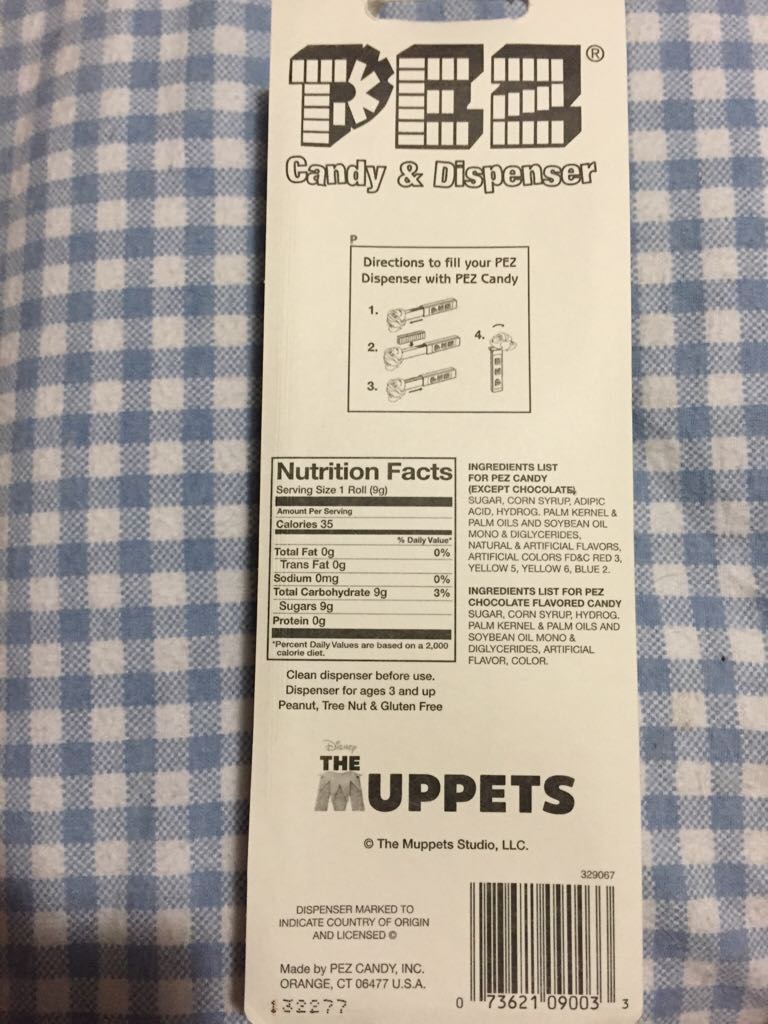 PEZ®
Candy & Dispenser
P
Directions to fill your PEZ
Dispenser with PEZ Candy
1.
2.
3.
4.
Nutrition Facts
Serving Size 1 Roll (9g)
Amount Per Serving
Calories 35
% Daily Value*
Total Fat 0g 0%
Trans Fat 0g
Sodium 0mg 0%
Total Carbohydrate 9g 3%
Sugars 9g
Protein 0g
*Percent Daily Values are based on a 2,000
calorie diet.
INGREDIENTS LIST
FOR PEZ CANDY
(EXCEPT CHOCOLATE)
SUGAR, CORN SYRUP, ADIPIC
ACID, HYDROG. PALM KERNEL &
PALM OILS AND SOYBEAN OIL
MONO & DIGLYCERIDES,
NATURAL & ARTIFICIAL FLAVORS,
ARTIFICIAL COLORS FD&C RED 3,
YELLOW 5, YELLOW 6, BLUE 2.
INGREDIENTS LIST FOR PEZ
CHOCOLATE FLAVORED CANDY
SUGAR, CORN SYRUP, HYDROG.
PALM KERNEL & PALM OILS AND
SOYBEAN OIL MONO &
DIGLYCERIDES, ARTIFICIAL
FLAVOR, COLOR.
Clean dispenser before use.
Dispenser for ages 3 and up
Peanut, Tree Nut & Gluten Free
Disney
THE
MUPPETS
© The Muppets Studio, LLC.
329067
DISPENSER MARKED TO
INDICATE COUNTRY OF ORIGIN
AND LICENSED ©
Made by PEZ CANDY, INC.
ORANGE, CT 06477 U.S.A.
132277
0 73621 09003 3